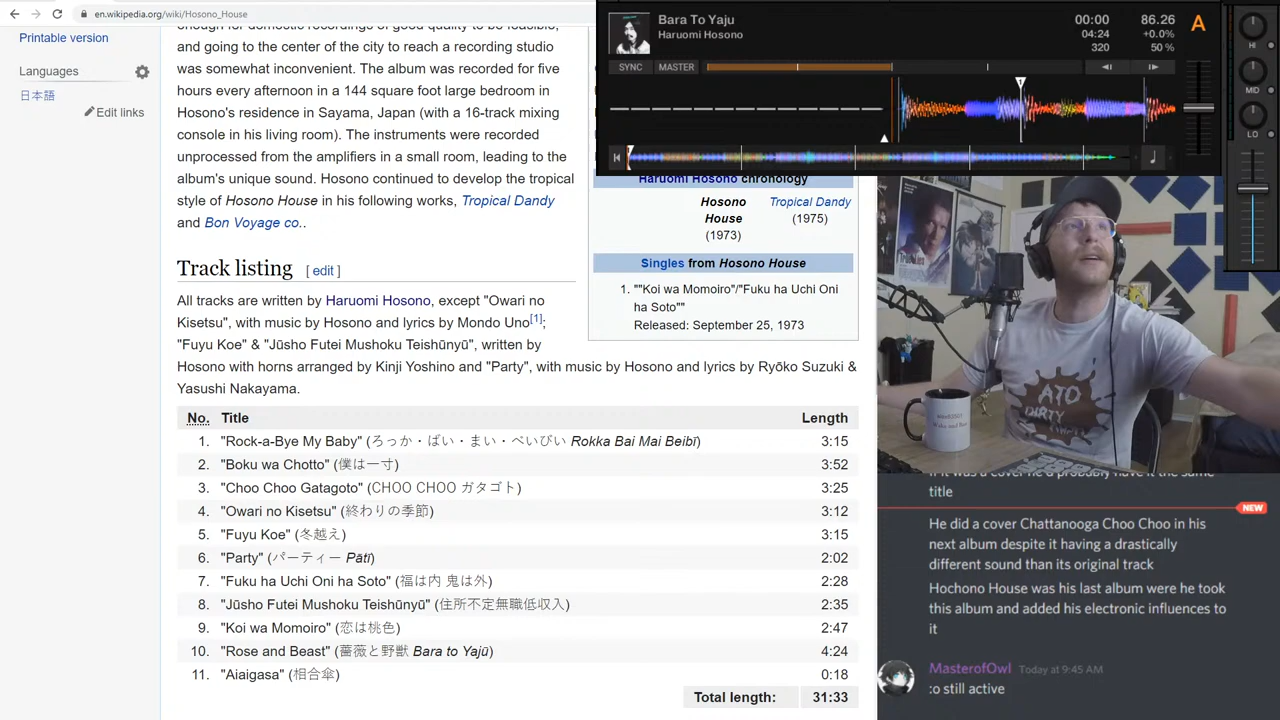 en.wikipedia.org/wiki/Hosono_House
Printable version
Languages
日本語
Edit links
enough for domestic recordings of good quality to be feasible,
and going to the center of the city to reach a recording studio
was somewhat inconvenient. The album was recorded for five
hours every afternoon in a 144 square foot large bedroom in
Hosono's residence in Sayama, Japan (with a 16-track mixing
console in his living room). The instruments were recorded
unprocessed from the amplifiers in a small room, leading to the
album's unique sound. Hosono continued to develop the tropical
style of Hosono House in his following works, Tropical Dandy
and Bon Voyage co..
Track listing [ edit ]
All tracks are written by Haruomi Hosono, except "Owari no
Kisetsu", with music by Hosono and lyrics by Mondo Uno[1];
"Fuyu Koe" & "Jūsho Futei Mushoku Teishūnyū", written by
Hosono with horns arranged by Kinji Yoshino and "Party", with music by Hosono and lyrics by Ryōko Suzuki &
Yasushi Nakayama.
Haruomi Hosono chronology
Hosono House (1973)
Tropical Dandy (1975)
Singles from Hosono House
1. ""Koi wa Momoiro"/"Fuku ha Uchi Oni
ha Soto""
Released: September 25, 1973
No. Title Length
1. "Rock-a-Bye My Baby" (ろっか・ばい・まい・べいびい Rokka Bai Mai Beibī) 3:15
2. "Boku wa Chotto" (僕は一寸) 3:52
3. "Choo Choo Gatagoto" (CHOO CHOO ガタゴト) 3:25
4. "Owari no Kisetsu" (終わりの季節) 3:12
5. "Fuyu Koe" (冬越え) 3:15
6. "Party" (パーティー Pātī) 2:02
7. "Fuku ha Uchi Oni ha Soto" (福は内 鬼は外) 2:28
8. "Jūsho Futei Mushoku Teishūnyū" (住所不定無職低収入) 2:35
9. "Koi wa Momoiro" (恋は桃色) 2:47
10. "Rose and Beast" (薔薇と野獣 Bara to Yajū) 4:24
11. "Aiaigasa" (相合傘) 0:18
Total length: 31:33
Bara To Yaju
Haruomi Hosono
00:00
04:24
320
86.26
+0.0%
50 %
A
SYNC
MASTER
1
HI
MID
LO
ATO
DIRTY
If it was a cover he'd probably have it the same
title
NEW
He did a cover Chattanooga Choo Choo in his
next album despite it having a drastically
different sound than its original track
Hochono House was his last album were he took
this album and added his electronic influences to
it
MasterofOwl Today at 9:45 AM
:o still active